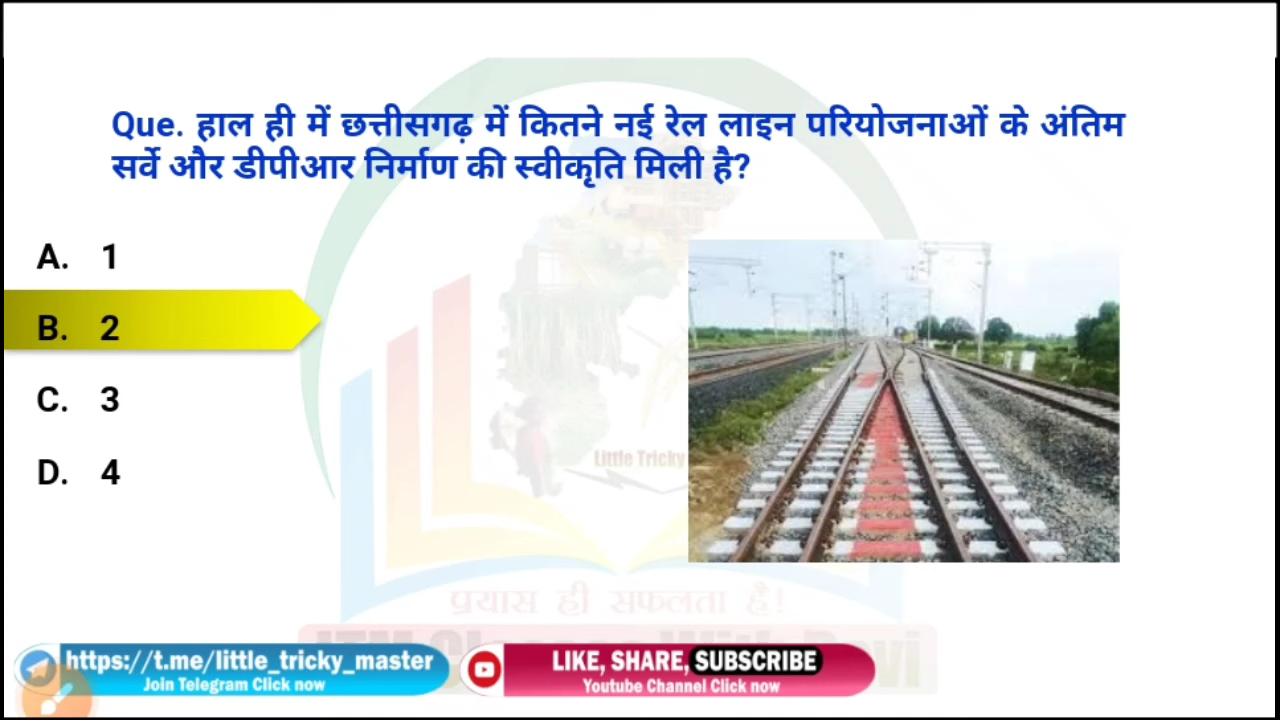 Que. हाल ही में छत्तीसगढ़ में कितने नई रेल लाइन परियोजनाओं के अंतिम
सर्वे और डीपीआर निर्माण की स्वीकृति मिली है?
A. 1
B. 2
C. 3
D. 4
Little Tricky
प्रयास ही सफलता है!
https://t.me/little_tricky_master
Join Telegram Click now
LIKE, SHARE, SUBSCRIBE
Youtube Channel Click now